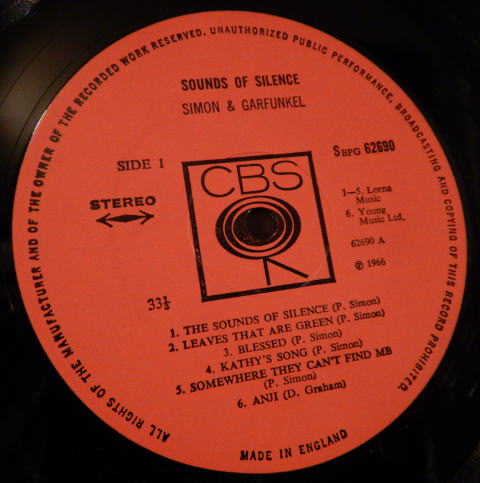 ALL RIGHTS OF THE MANUFACTURER AND OF THE OWNER OF THE RECORDED WORK RESERVED. UNAUTHORIZED PUBLIC PERFORMANCE, BROADCASTING AND COPYING OF THIS RECORD PROHIBITED.
SOUNDS OF SILENCE
SIMON & GARFUNKEL
SIDE 1
SBPG 62690
STEREO
CBS
1—5. Lorna
Music
6. Young
Music Ltd.
62690 A
℗ 1966
33⅓
1. THE SOUNDS OF SILENCE (P. Simon)
2. LEAVES THAT ARE GREEN (P. Simon)
3. BLESSED (P. Simon)
4. KATHY'S SONG (P. Simon)
5. SOMEWHERE THEY CAN'T FIND ME
(P. Simon)
6. ANJI (D. Graham)
MADE IN ENGLAND